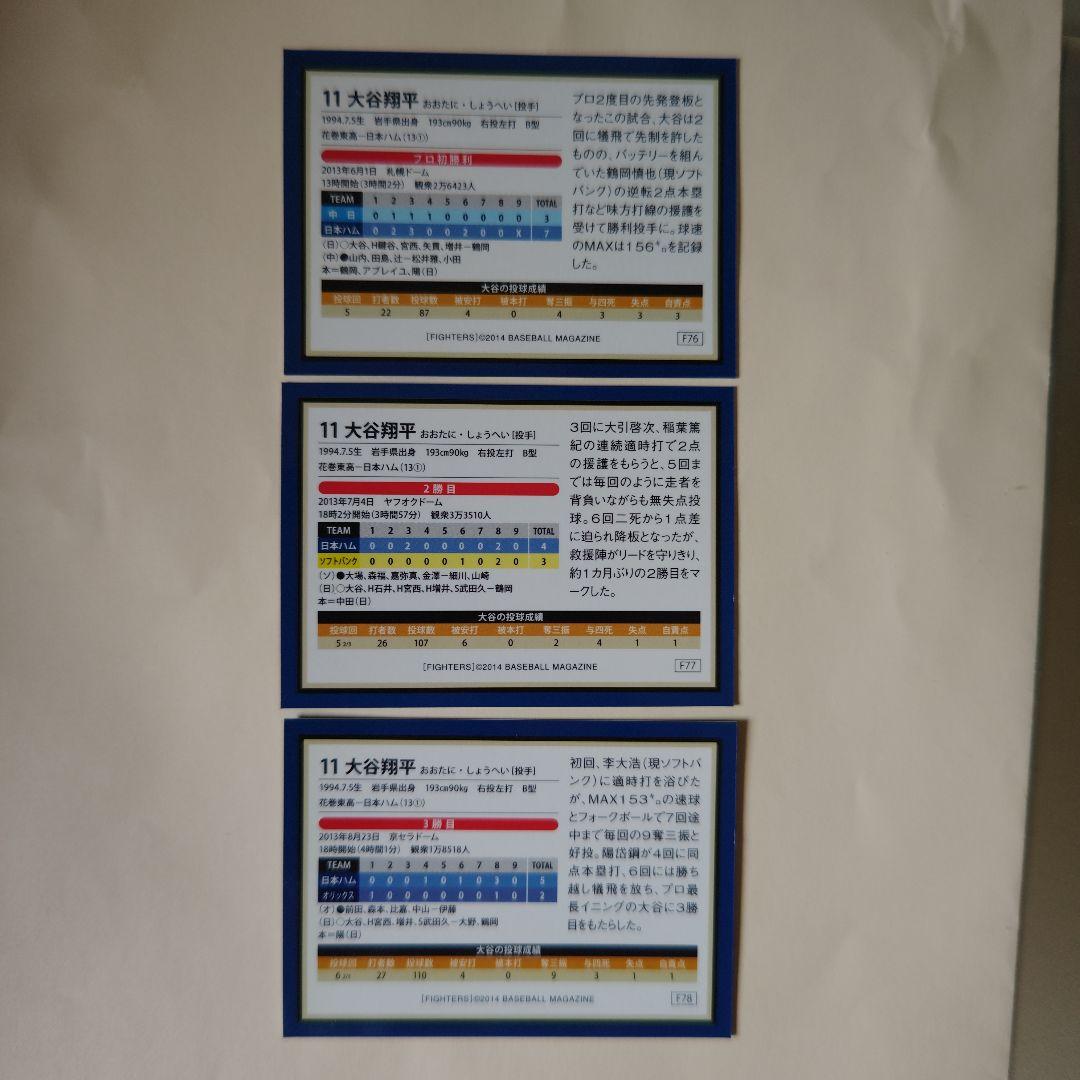 11 大谷翔平 おおたに・しょうへい[投手]
1994.7.5生 岩手県出身 193cm90kg 右投左打 B型
花巻東高－日本ハム(13①)
プロ初勝利
2013年6月1日 札幌ドーム
13時開始(3時間2分) 観衆2万6423人
TEAM 1 2 3 4 5 6 7 8 9 TOTAL
中 日 0 1 1 1 0 0 0 0 0 3
日本ハム 0 2 3 0 0 2 0 0 X 7
(日)○大谷、H鍵谷、宮西、矢貫、増井－鶴岡
(中)●山内、田島、辻－松井雅、小田
本＝鶴岡、アブレイユ、陽(日)
プロ2度目の先発登板と
なったこの試合、大谷は2
回に犠飛で先制を許した
ものの、バッテリーを組ん
でいた鶴岡慎也(現ソフト
バンク)の逆転2点本塁
打など味方打線の援護を
受けて勝利投手に。球速
のMAXは156㌔を記録
した。
大谷の投球成績
投球回 打者数 投球数 被安打 被本打 奪三振 与四死 失点 自責点
5 22 87 4 0 4 3 3 3
[FIGHTERS]©2014 BASEBALL MAGAZINE F76
11 大谷翔平 おおたに・しょうへい[投手]
1994.7.5生 岩手県出身 193cm90kg 右投左打 B型
花巻東高－日本ハム(13①)
2勝目
2013年7月4日 ヤフオクドーム
18時2分開始(3時間57分) 観衆3万3510人
TEAM 1 2 3 4 5 6 7 8 9 TOTAL
日本ハム 0 0 2 0 0 0 0 2 0 4
ソフトバンク 0 0 0 0 0 1 0 2 0 3
(ソ)●大場、森福、嘉弥真、金澤－細川、山崎
(日)○大谷、H石井、H宮西、H増井、S武田久－鶴岡
本＝中田(日)
3回に大引啓次、稲葉篤
紀の連続適時打で2点
の援護をもらうと、5回ま
では毎回のように走者を
背負いながらも無失点投
球。6回二死から1点差
に迫られ降板となったが、
救援陣がリードを守りきり、
約1カ月ぶりの2勝目をマ
ークした。
大谷の投球成績
投球回 打者数 投球数 被安打 被本打 奪三振 与四死 失点 自責点
5 2/3 26 107 6 0 2 4 1 1
[FIGHTERS]©2014 BASEBALL MAGAZINE F77
11 大谷翔平 おおたに・しょうへい[投手]
1994.7.5生 岩手県出身 193cm90kg 右投左打 B型
花巻東高－日本ハム(13①)
3勝目
2013年8月23日 京セラドーム
18時開始(4時間1分) 観衆1万8518人
TEAM 1 2 3 4 5 6 7 8 9 TOTAL
日本ハム 0 0 0 1 0 1 0 3 0 5
オリックス 1 0 0 0 0 0 0 1 0 2
(オ)●前田、森本、比嘉、中山－伊藤
(日)○大谷、H宮西、増井、S武田久－大野、鶴岡
本＝陽(日)
初回、李大浩(現ソフトバ
ンク)に適時打を浴びた
が、MAX153㌔の速球
とフォークボールで7回途
中まで毎回の9奪三振と
好投。陽岱鋼が4回に同
点本塁打、6回には勝ち
越し犠飛を放ち、プロ最
長イニングの大谷に3勝
目をもたらした。
大谷の投球成績
投球回 打者数 投球数 被安打 被本打 奪三振 与四死 失点 自責点
6 2/3 27 110 4 0 9 3 1 1
[FIGHTERS]©2014 BASEBALL MAGAZINE F78